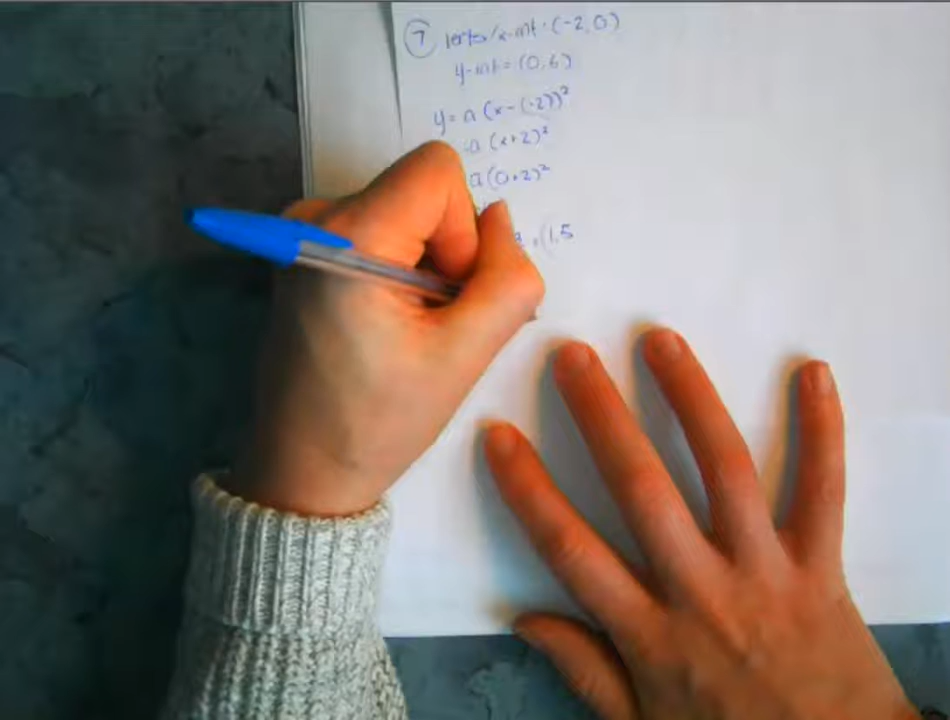 ⑦ vertex/x-int: (-2,0)
y-int = (0,6)
y = a (x-(-2))²
a (x+2)²
a (0+2)²
= (1,5